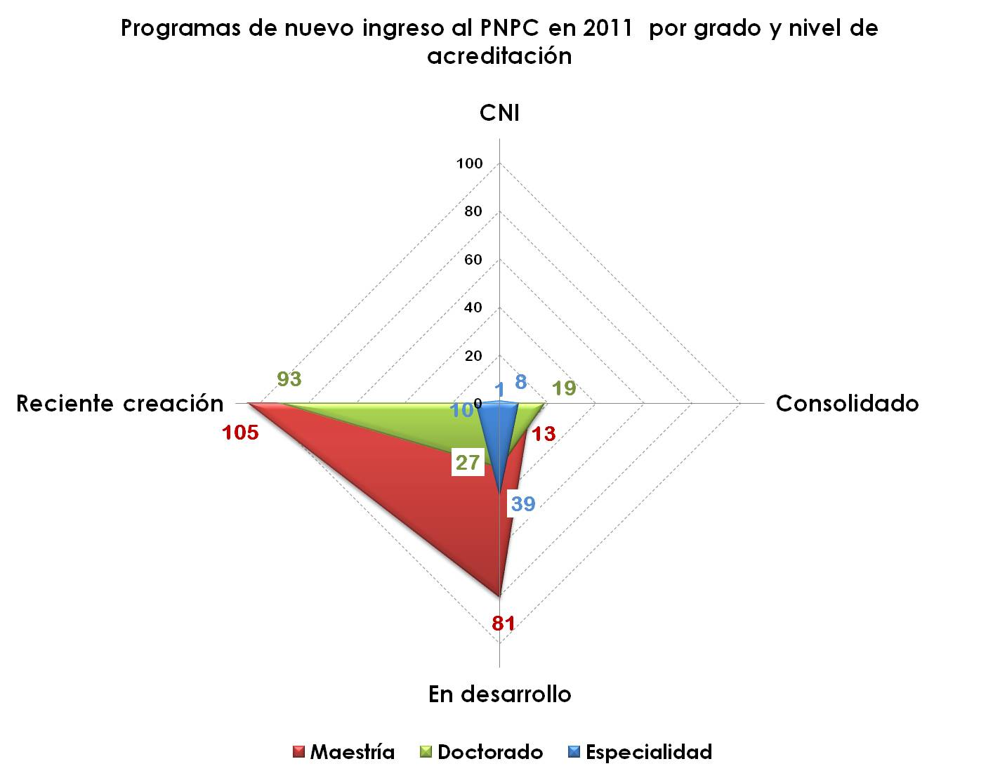 Programas de nuevo ingreso al PNPC en 2011 por grado y nivel de
acreditación
CNI
100
80
60
40
20
0
1
8
19
93
10
Reciente creación
Consolidado
105
13
27
39
81
En desarrollo
Maestría
Doctorado
Especialidad